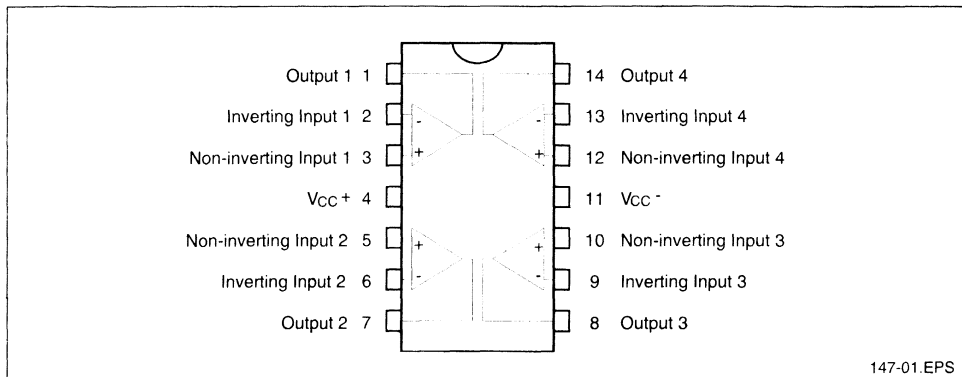 Output 1 1 14 Output 4
Inverting Input 1 2 - - 13 Inverting Input 4
Non-inverting Input 1 3 + + 12 Non-inverting Input 4
VCC + 4 11 VCC -
Non-inverting Input 2 5 + + 10 Non-inverting Input 3
Inverting Input 2 6 - - 9 Inverting Input 3
Output 2 7 8 Output 3
147-01.EPS